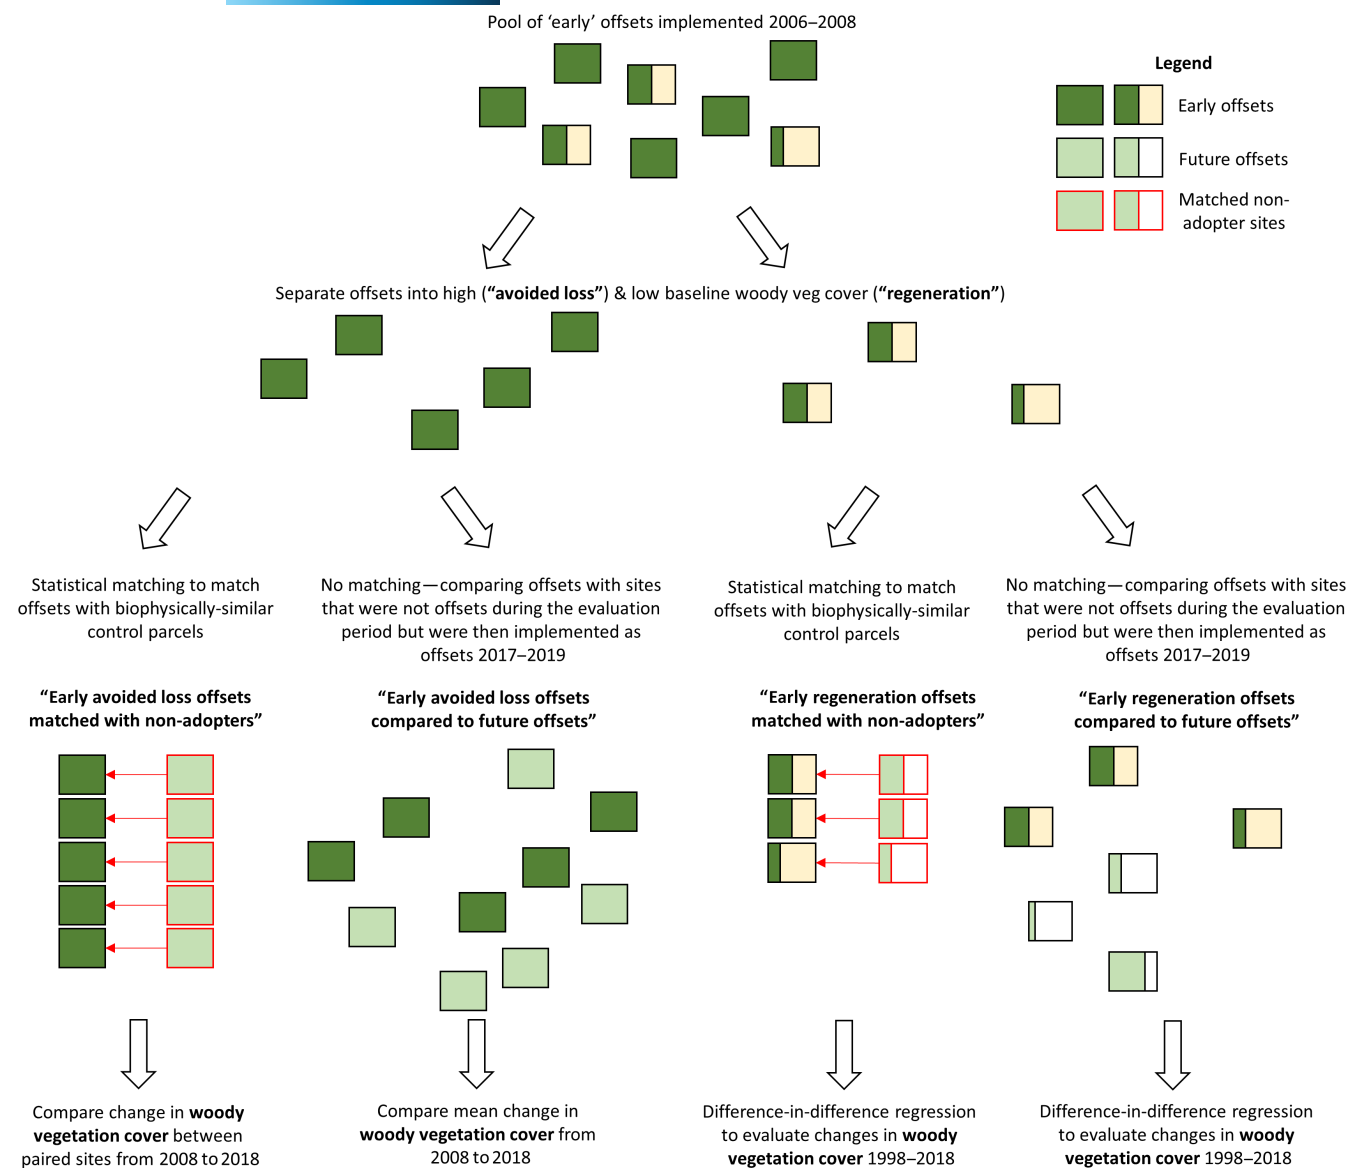 Pool of ‘early’ offsets implemented 2006–2008
Legend
Early offsets
Future offsets
Matched non-
adopter sites
Separate offsets into high (“avoided loss”) & low baseline woody veg cover (“regeneration”)
Statistical matching to match
offsets with biophysically-similar
control parcels
No matching—comparing offsets with sites
that were not offsets during the evaluation
period but were then implemented as
offsets 2017–2019
Statistical matching to match
offsets with biophysically-similar
control parcels
No matching—comparing offsets with sites
that were not offsets during the evaluation
period but were then implemented as
offsets 2017–2019
“Early avoided loss offsets
matched with non-adopters”
“Early avoided loss offsets
compared to future offsets”
“Early regeneration offsets
matched with non-adopters”
“Early regeneration offsets
compared to future offsets”
Compare change in woody
vegetation cover between
paired sites from 2008 to 2018
Compare mean change in
woody vegetation cover from
2008 to 2018
Difference-in-difference regression
to evaluate changes in woody
vegetation cover 1998–2018
Difference-in-difference regression
to evaluate changes in woody
vegetation cover 1998–2018